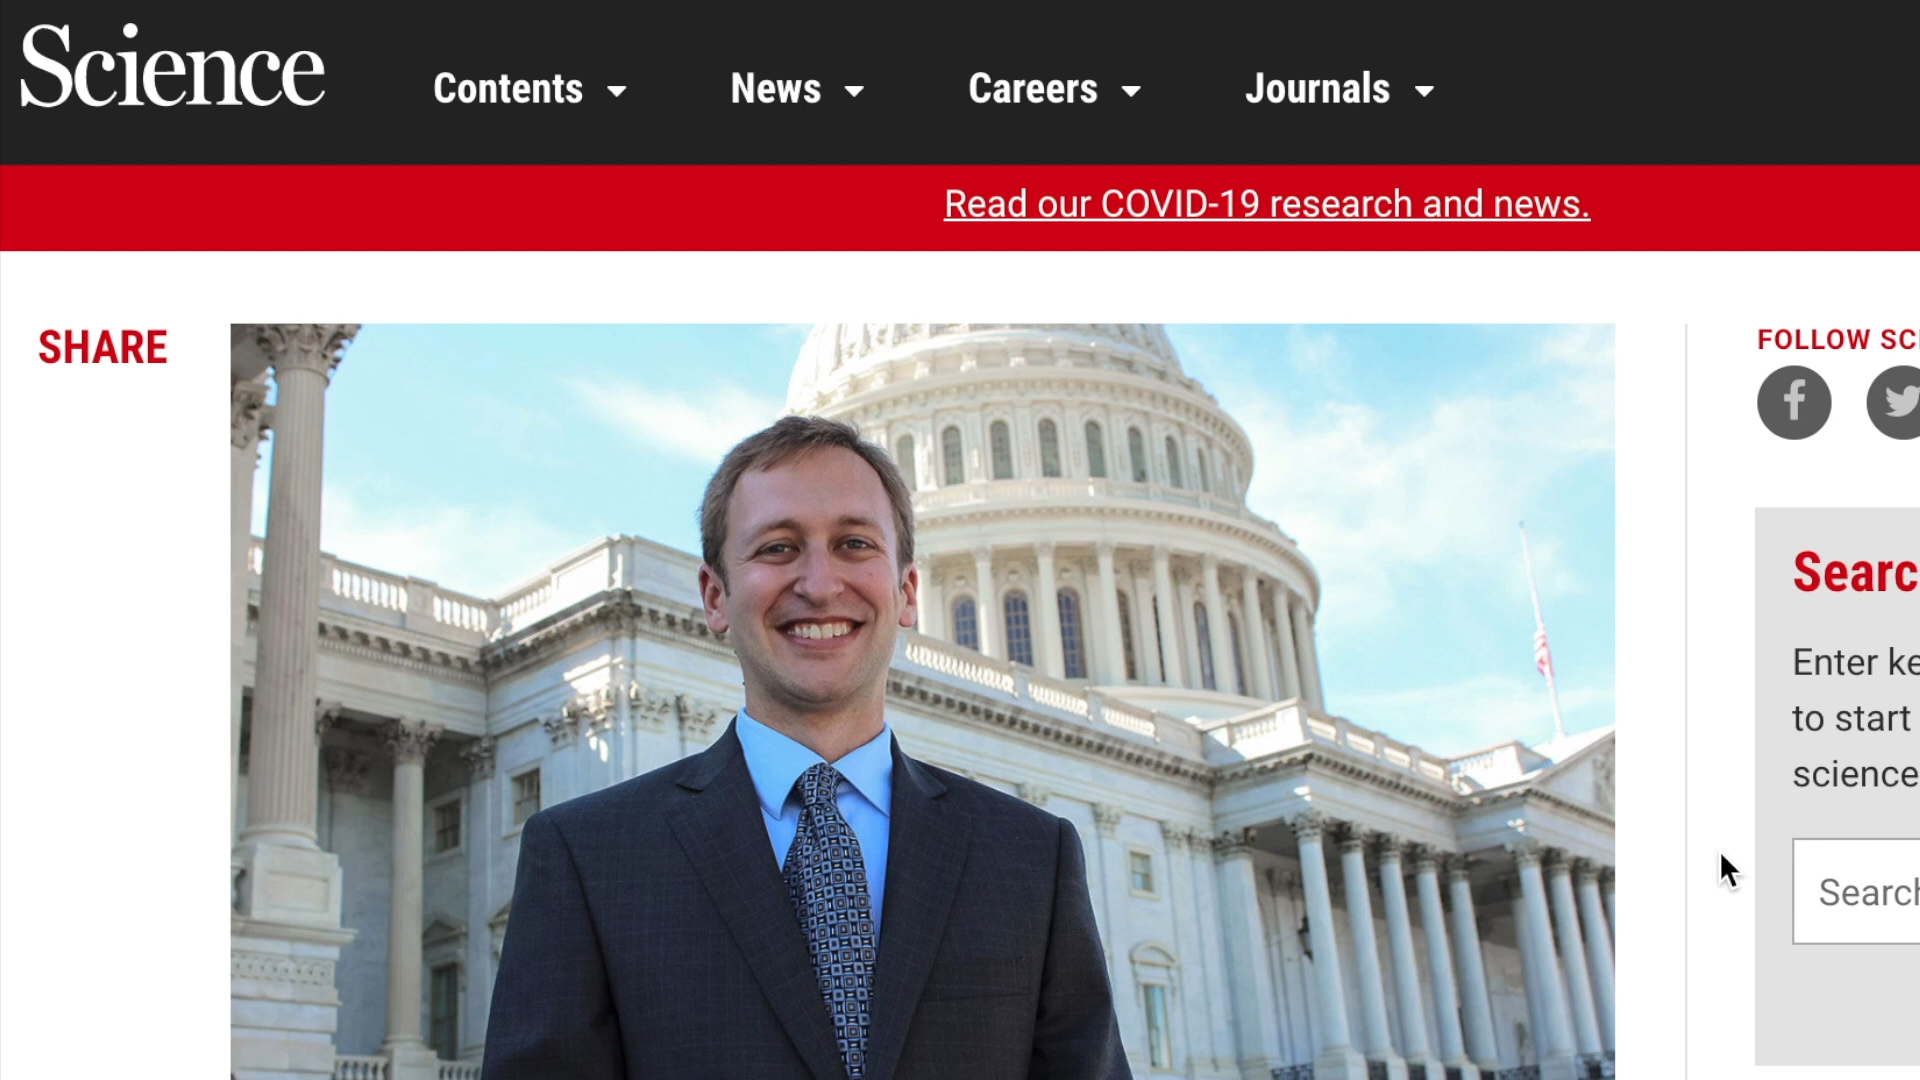 Science
Contents
News
Careers
Journals
Read our COVID-19 research and news.
SHARE
FOLLOW SCI
Searc
Enter ke
to start
science
Search